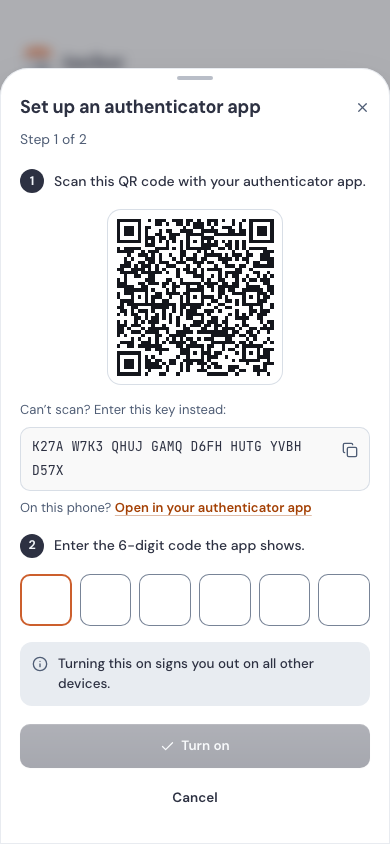 Set up an authenticator app
Step 1 of 2
1 Scan this QR code with your authenticator app.
Can't scan? Enter this key instead:
K27A W7K3 QHUJ GAMQ D6FH HUTG YVBH
D57X
On this phone? Open in your authenticator app
2 Enter the 6-digit code the app shows.
Turning this on signs you out on all other
devices.
Turn on
Cancel